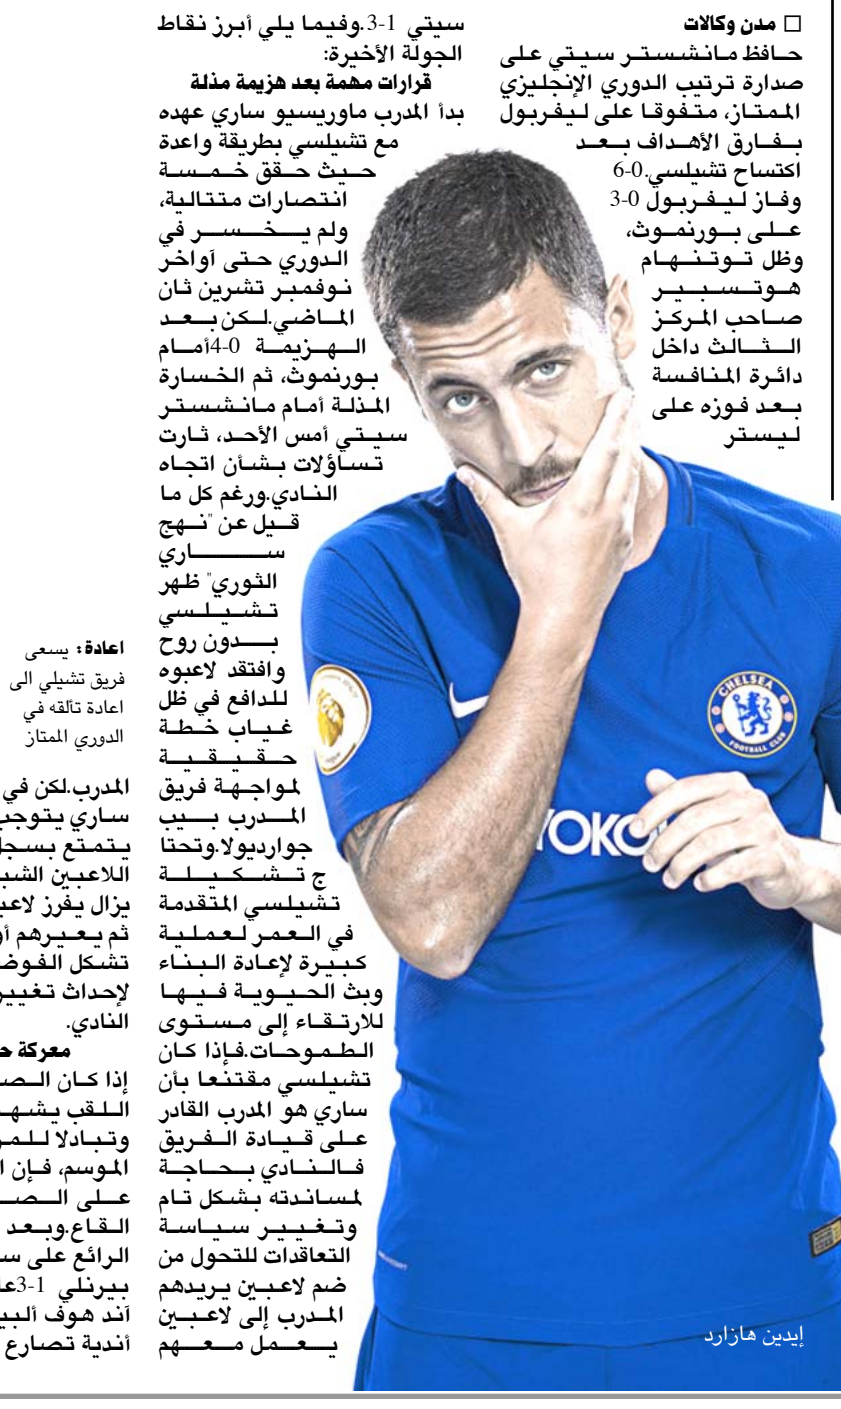 □ مدن وكالات
حافظ مانشستر سيتي على
صدارة ترتيب الدوري الإنجليزي
الممتاز، متفوقا على ليفربول
بفارق الأهداف بعد
اكتساح تشيلسي.0-6
وفاز ليفربول 0-3
على بورنموث،
وظل توتنهام
هوتسبير
صاحب المركز
الثالث داخل
دائرة المنافسة
بعد فوزه على
ليستر
سيتي 1-3.وفيما يلي أبرز نقاط
الجولة الأخيرة:
قرارات مهمة بعد هزيمة مذلة
بدأ المدرب ماوريسيو ساري عهده
مع تشيلسي بطريقة واعدة
حيث حقق خمسة
انتصارات متتالية،
ولم يخسر في
الدوري حتى آواخر
نوفمبر تشرين ثان
الماضي.لكن بعد
الهزيمة 0-4أمام
بورنموث، ثم الخسارة
المذلة أمام مانشستر
سيتي أمس الأحد، ثارت
تساؤلات بشأن اتجاه
النادي.ورغم كل ما
قيل عن "نهج
ساري
الثوري" ظهر
تشيلسي
بدون روح
وافتقد لاعبوه
للدافع في ظل
غياب خطة
حقيقية
لمواجهة فريق
المدرب بيب
جوارديولا.وتحتا
ج تشكيلة
تشيلسي المتقدمة
في العمر لعملية
كبيرة لإعادة البناء
وبث الحيوية فيها
للارتقاء إلى مستوى
الطموحات.فإذا كان
تشيلسي مقتنعا بأن
ساري هو المدرب القادر
على قيادة الفريق
فالنادي بحاجة
لمساندته بشكل تام
وتغيير سياسة
التعاقدات للتحول من
ضم لاعبين يريدهم
المدرب إلى لاعبين
يعمل معهم
اعادة: يسعى
فريق تشيلي الى
اعادة تألقه في
الدوري الممتاز
المدرب.لكن في
ساري يتوجب
يتمتع بسجل
اللاعبين الشب
يزال يفرز لاعب
ثم يعيرهم أو
تشكل الفوض
لإحداث تغيير
النادي.
معركة ح
إذا كان الص
اللقب يشهد
وتبادلا للمر
الموسم، فإن ا
على الص
القاع.وبعد
الرائع على س
بيرنلي 1-3عل
آند هوف ألبي
أندية تصارع
CHELSEA
FOOTBALL CLUB
YOKO
إيدين هازارد